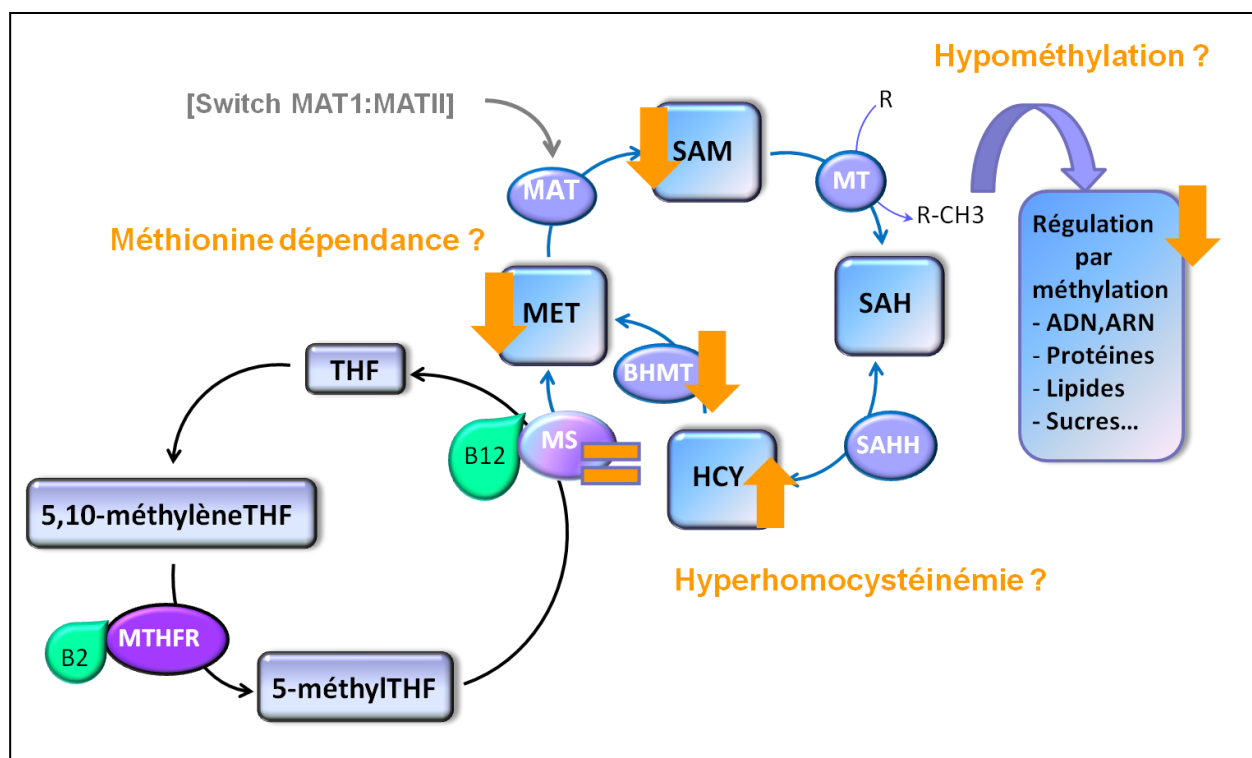 Hypométhylation ?
[Switch MAT1:MATII]
SAM
R
MAT
MT
R-CH3
Régulation
par
méthylation
- ADN,ARN
- Protéines
- Lipides
- Sucres...
Méthionine dépendance ?
MET
SAH
THF
BHMT
B12
MS
HCY
SAHH
5,10-méthylèneTHF
Hyperhomocystéinémie ?
MTHFR
B2
5-méthylTHF